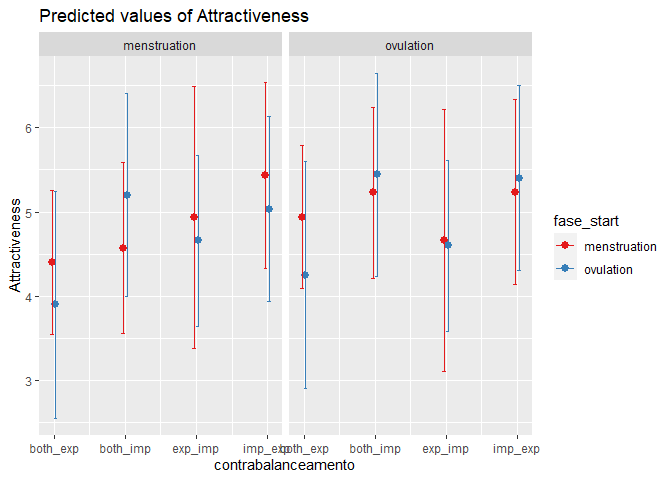 Predicted values of Attractiveness
menstruation
ovulation
6
5
4
3
Attractiveness
both_exp
both_imp
exp_imp
imp_exp
both_exp
both_imp
exp_imp
imp_exp
contrabalanceamento
fase_start
menstruation
ovulation